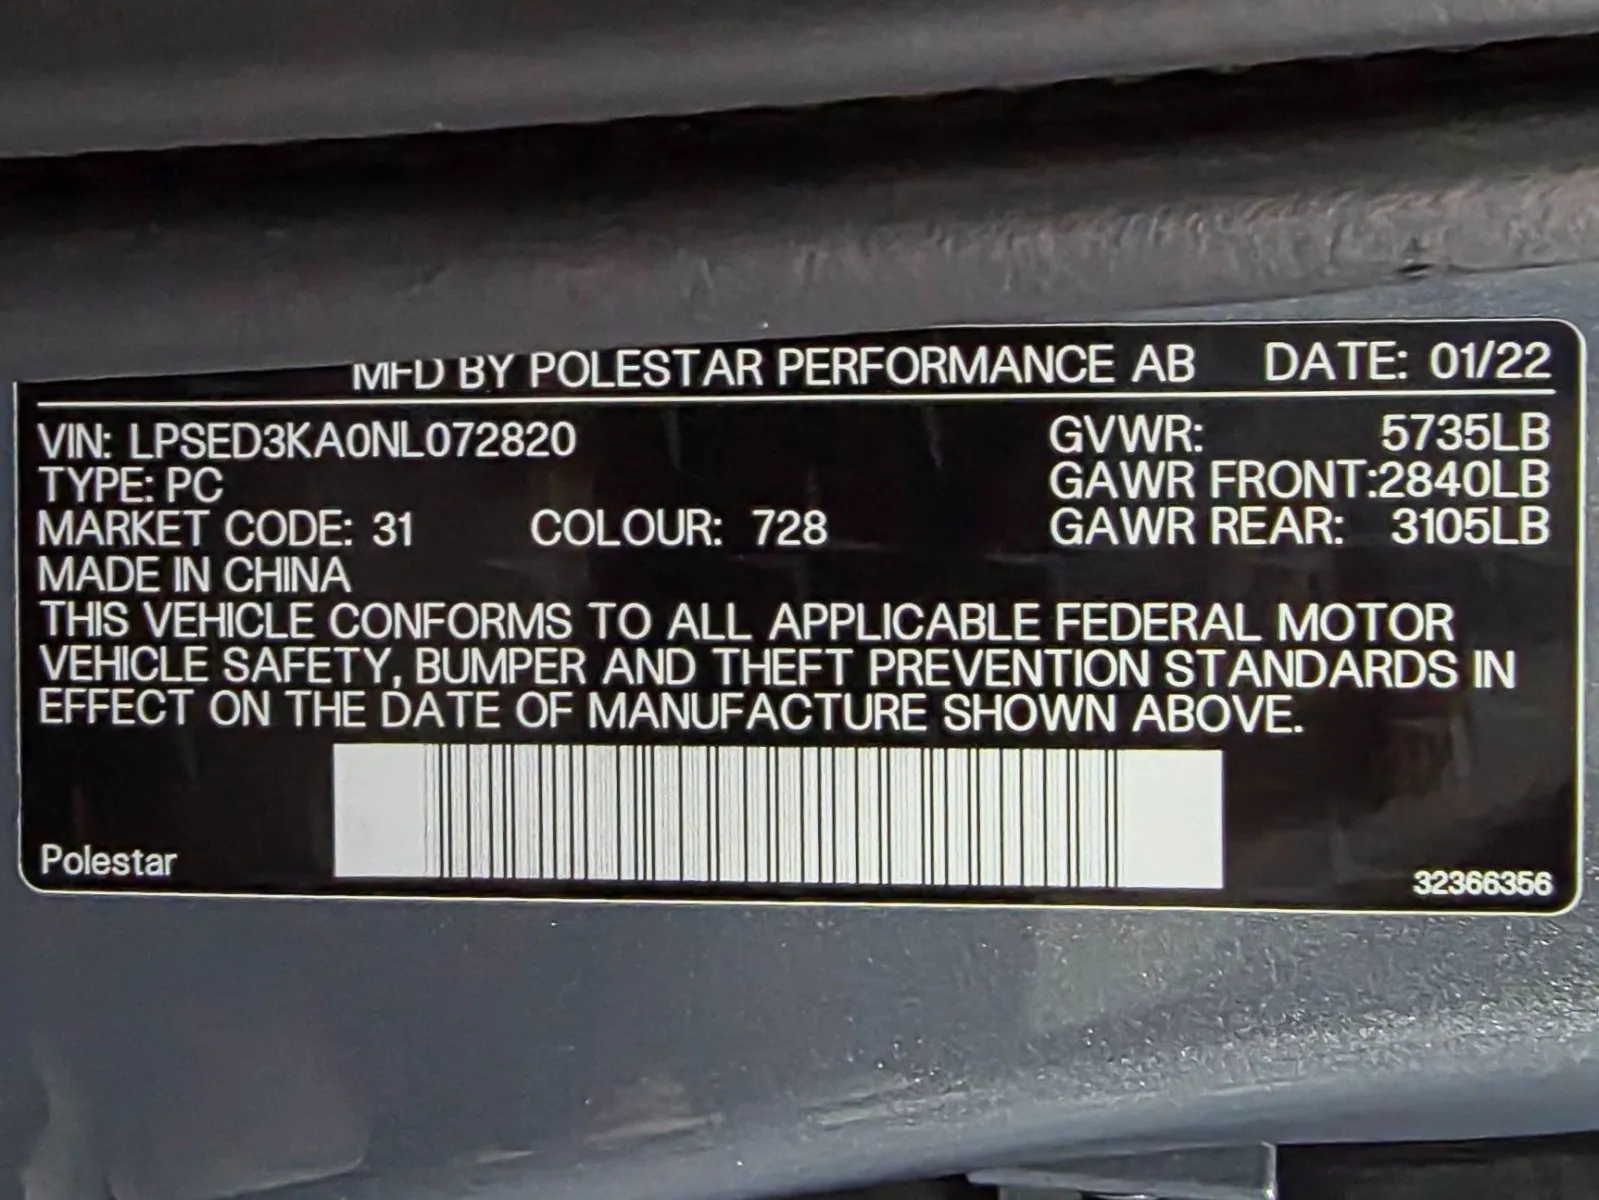 MFD BY POLESTAR PERFORMANCE AB DATE: 01/22
VIN: LPSED3KA0NL072820 GVWR: 5735LB
TYPE: PC GAWR FRONT:2840LB
MARKET CODE: 31 COLOUR: 728 GAWR REAR: 3105LB
MADE IN CHINA
THIS VEHICLE CONFORMS TO ALL APPLICABLE FEDERAL MOTOR
VEHICLE SAFETY, BUMPER AND THEFT PREVENTION STANDARDS IN
EFFECT ON THE DATE OF MANUFACTURE SHOWN ABOVE.
Polestar 32366356